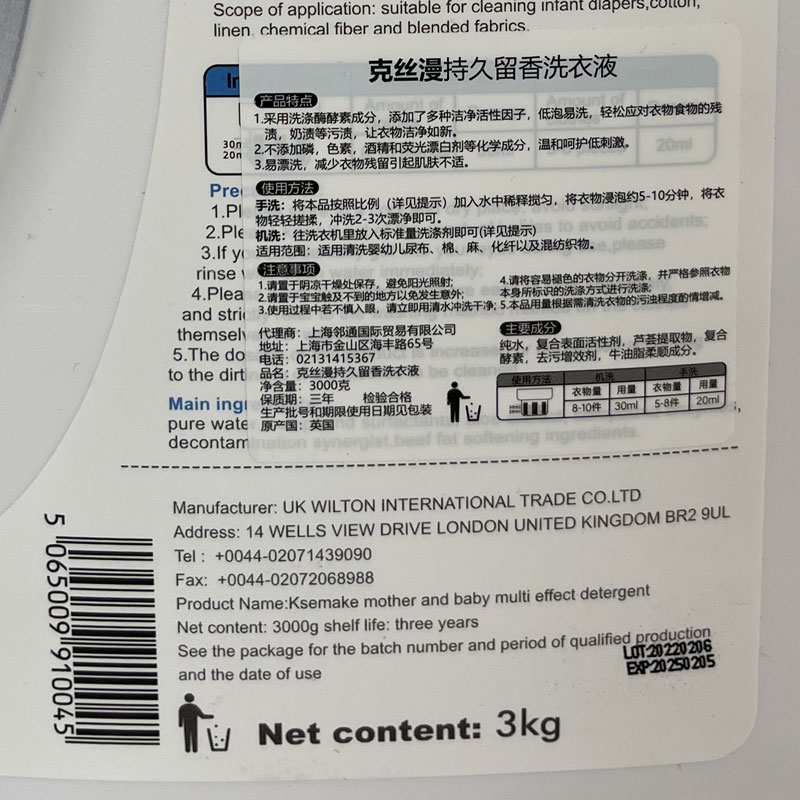 Scope of application: suitable for cleaning infant diapers,cotton,
linen, chemical fiber and blended fabrics.
克丝漫持久留香洗衣液
产品特点
1.采用洗涤酶酵素成分，添加了多种洁净活性因子，低泡易洗，轻松应对衣物食物的残
渍，奶渍等污渍，让衣物洁净如新。
2.不添加磷，色素，酒精和荧光漂白剂等化学成分，温和呵护低刺激。
3.易漂洗，减少衣物残留引起肌肤不适。
20ml
使用方法
手洗：将本品按照比例（详见提示）加入水中稀释搅匀，将衣物浸泡约5-10分钟，将衣
物轻轻搓揉，冲洗2-3次漂净即可。
机洗：往洗衣机里放入标准量洗涤剂即可(详见提示)
适用范围：适用清洗婴幼儿尿布、棉、麻、化纤以及混纺织物。
注意事项
1.请置于阴凉干燥处保存，避免阳光照射;
2.请置于宝宝触及不到的地方以免发生意外;
3.使用过程中若不慎入眼，请立即用清水冲洗干净;
4.请将容易褪色的衣物分开洗涤，并严格参照衣物
本身所标识的洗涤方式进行洗涤;
5.本品用量根据需清洗衣物的污浊程度酌情增减。
代理商：上海邻通国际贸易有限公司
地址：上海市金山区海丰路65号
电话：02131415367
品名：克丝漫持久留香洗衣液
净含量：3000克
保质期：三年 检验合格
生产批号和期限使用日期见包装
原产国：英国
主要成分
纯水，复合表面活性剂，芦荟提取物，复合
酵素，去污增效剂，牛油脂柔顺成分。
使用方法 机洗 手洗
衣物量 用量 衣物量 用量
8-10件 30ml 5-8件 20ml
to avoid accidents;
please
rinse water immediately;
and
5.The
to the
Main
pure water
decontamination synergist,beef fat softening ingredients.
Manufacturer: UK WILTON INTERNATIONAL TRADE CO.LTD
Address: 14 WELLS VIEW DRIVE LONDON UNITED KINGDOM BR2 9UL
Tel : +0044-02071439090
Fax: +0044-02072068988
Product Name:Ksemake mother and baby multi effect detergent
Net content: 3000g shelf life: three years
See the package for the batch number and period of qualified production
and the date of use
LOT:20220206
EXP:20250205
Net content: 3kg
5 065009 910045